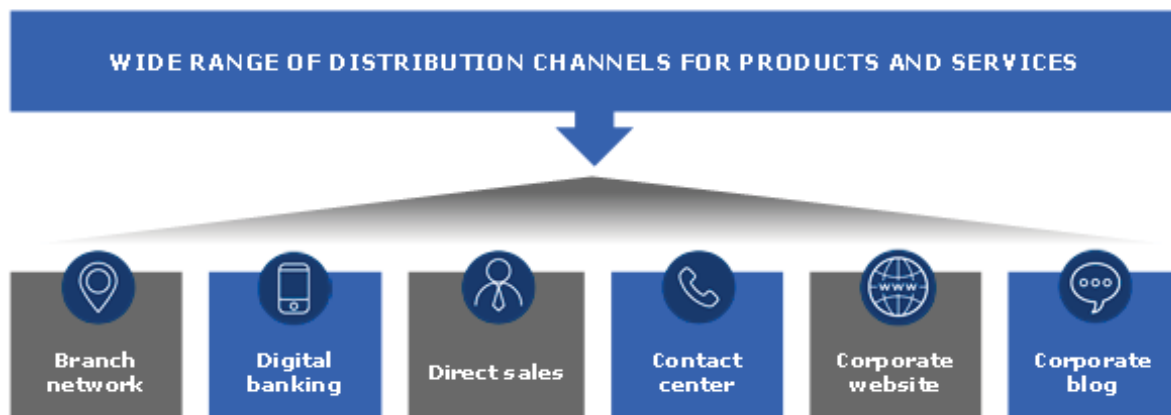 WIDE RANGE OF DISTRIBUTION CHANNELS FOR PRODUCTS AND SERVICES
Branch
network
Digital
banking
Direct sales
Contact
center
www
Corporate
website
Corporate
blog